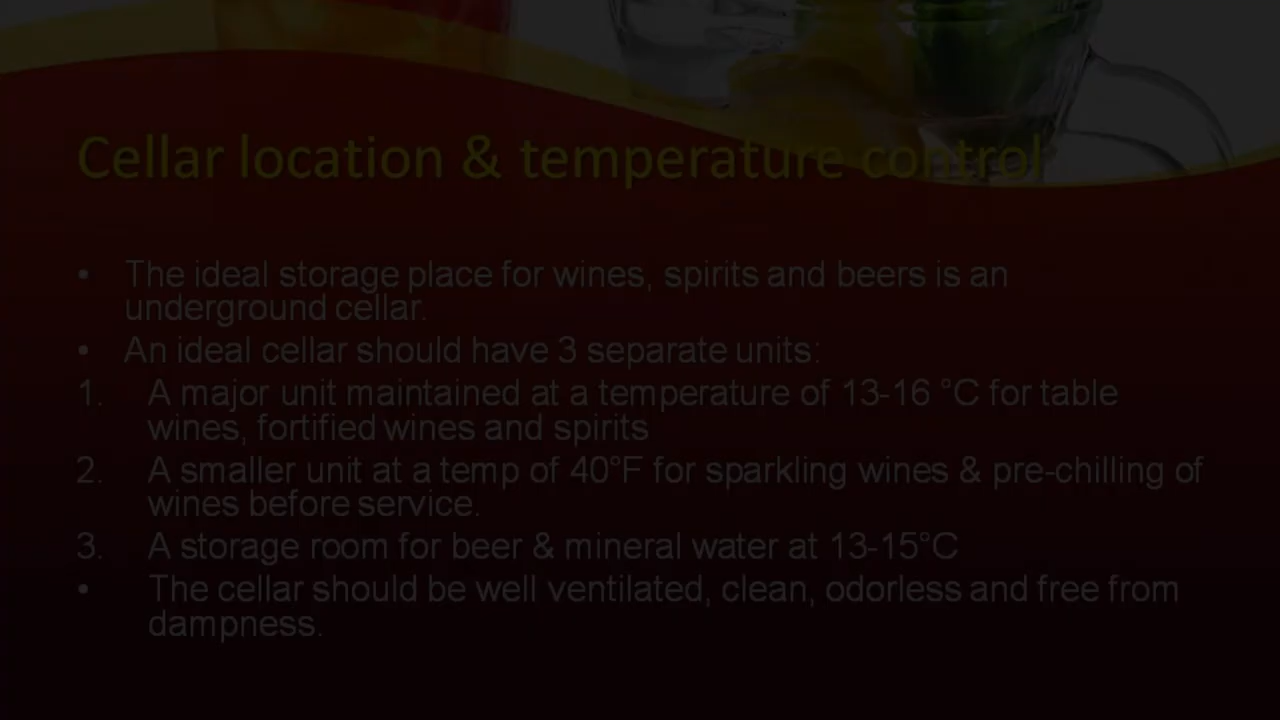 Cellar location & temperature control
• The ideal storage place for wines, spirits and beers is an
underground cellar.
• An ideal cellar should have 3 separate units:
1. A major unit maintained at a temperature of 13-16 °C for table
wines, fortified wines and spirits
2. A smaller unit at a temp of 40°F for sparkling wines & pre-chilling of
wines before service.
3. A storage room for beer & mineral water at 13-15°C
• The cellar should be well ventilated, clean, odorless and free from
dampness.